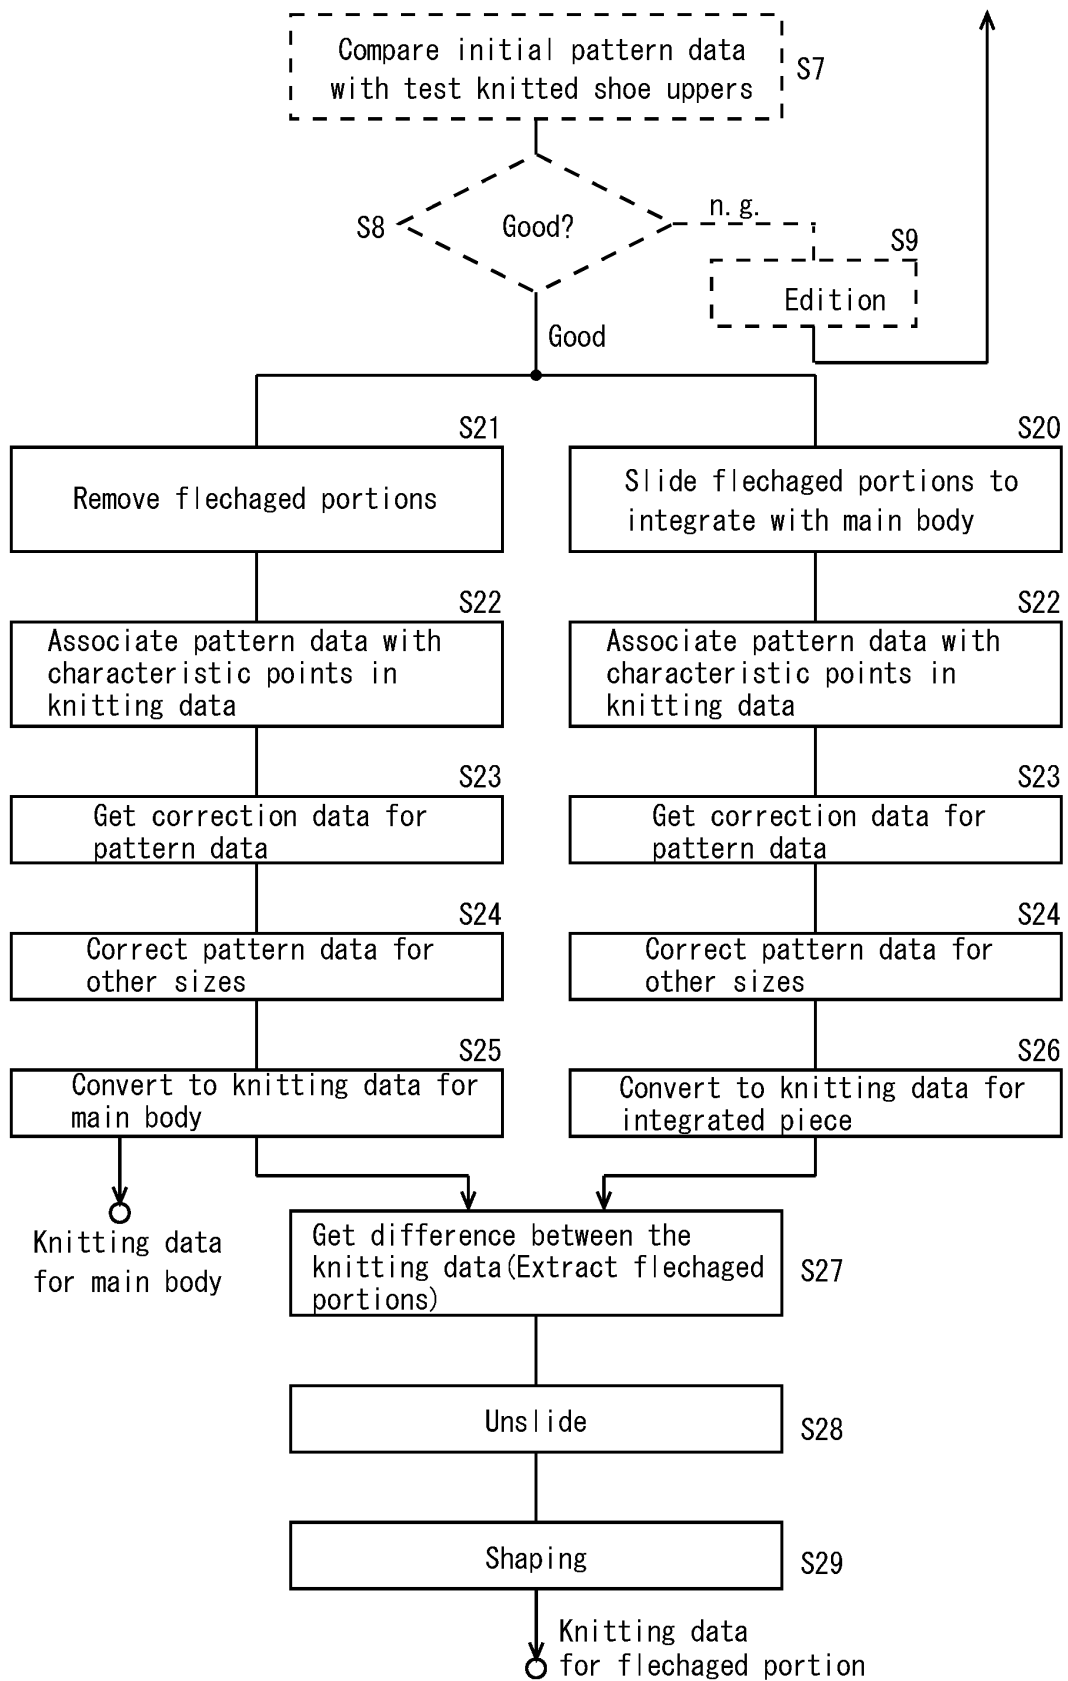 Compare initial pattern data
with test knitted shoe uppers
S7
S8
Good?
n.g.
S9
Edition
Good
S21
Remove flechaged portions
S20
Slide flechaged portions to
integrate with main body
S22
Associate pattern data with
characteristic points in
knitting data
S22
Associate pattern data with
characteristic points in
knitting data
S23
Get correction data for
pattern data
S23
Get correction data for
pattern data
S24
Correct pattern data for
other sizes
S24
Correct pattern data for
other sizes
S25
Convert to knitting data for
main body
S26
Convert to knitting data for
integrated piece
Knitting data
for main body
Get difference between the
knitting data(Extract flechaged
portions)
S27
Unslide
S28
Shaping
S29
Knitting data
for flechaged portion